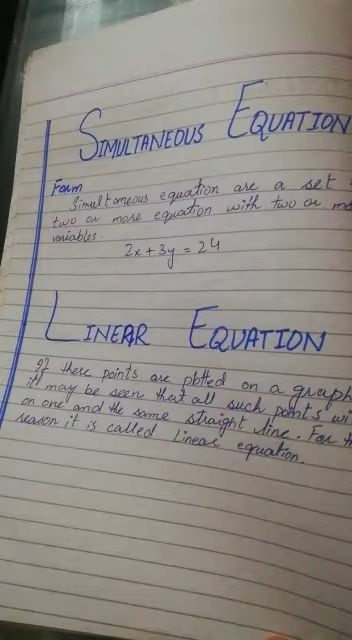 SIMULTANEOUS EQUATION
Form
Simultomeous equation are a set
two or more equation with two or mo
variables.
2x + 3y = 24
LINEAR EQUATION
If these points are plotted on a graph
it may be seen that all such points wi
on one and the same straight line. For th
reason it is called Linear equation.